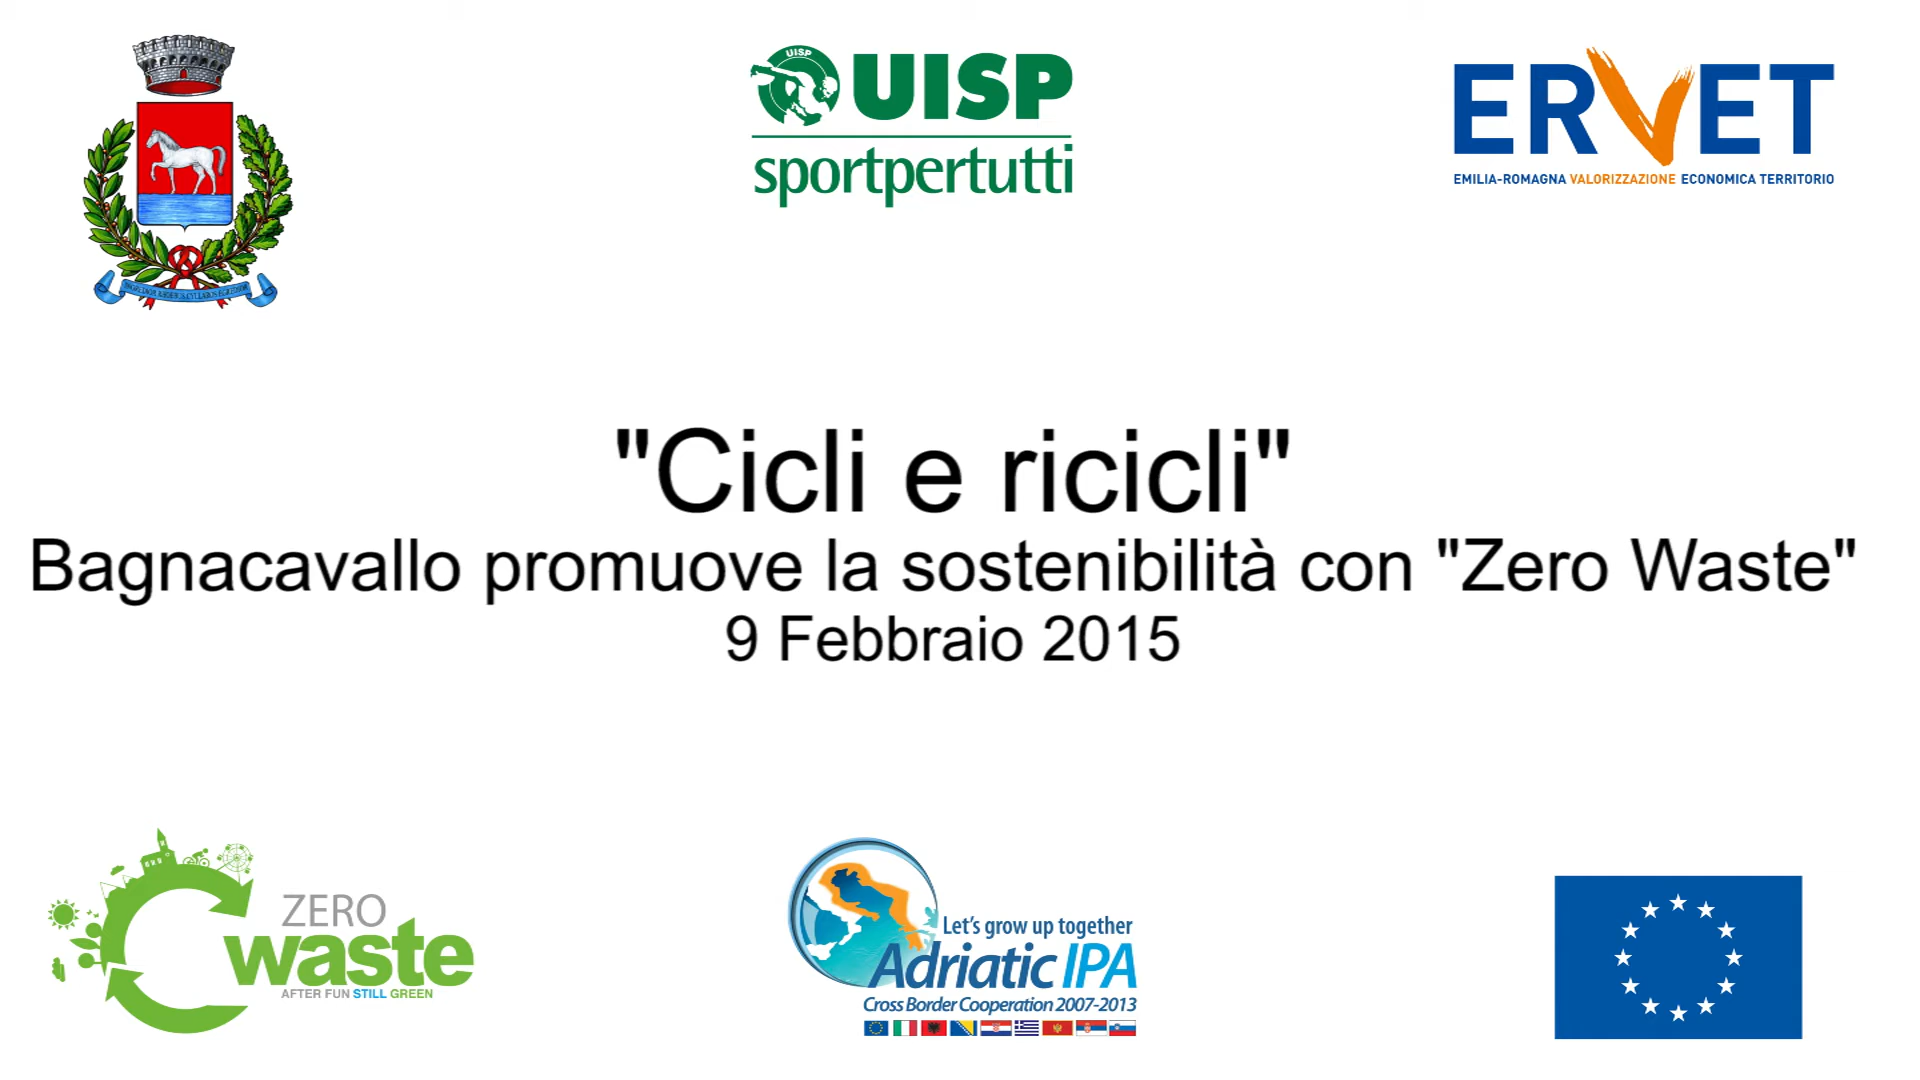 UISP
UISP
sportpertutti
ERVET
EMILIA-ROMAGNA VALORIZZAZIONE ECONOMICA TERRITORIO
"Cicli e ricicli"
Bagnacavallo promuove la sostenibilità con "Zero Waste"
9 Febbraio 2015
ZERO
waste
AFTER FUN STILL GREEN
Let's grow up together
Adriatic IPA
Cross Border Cooperation 2007-2013